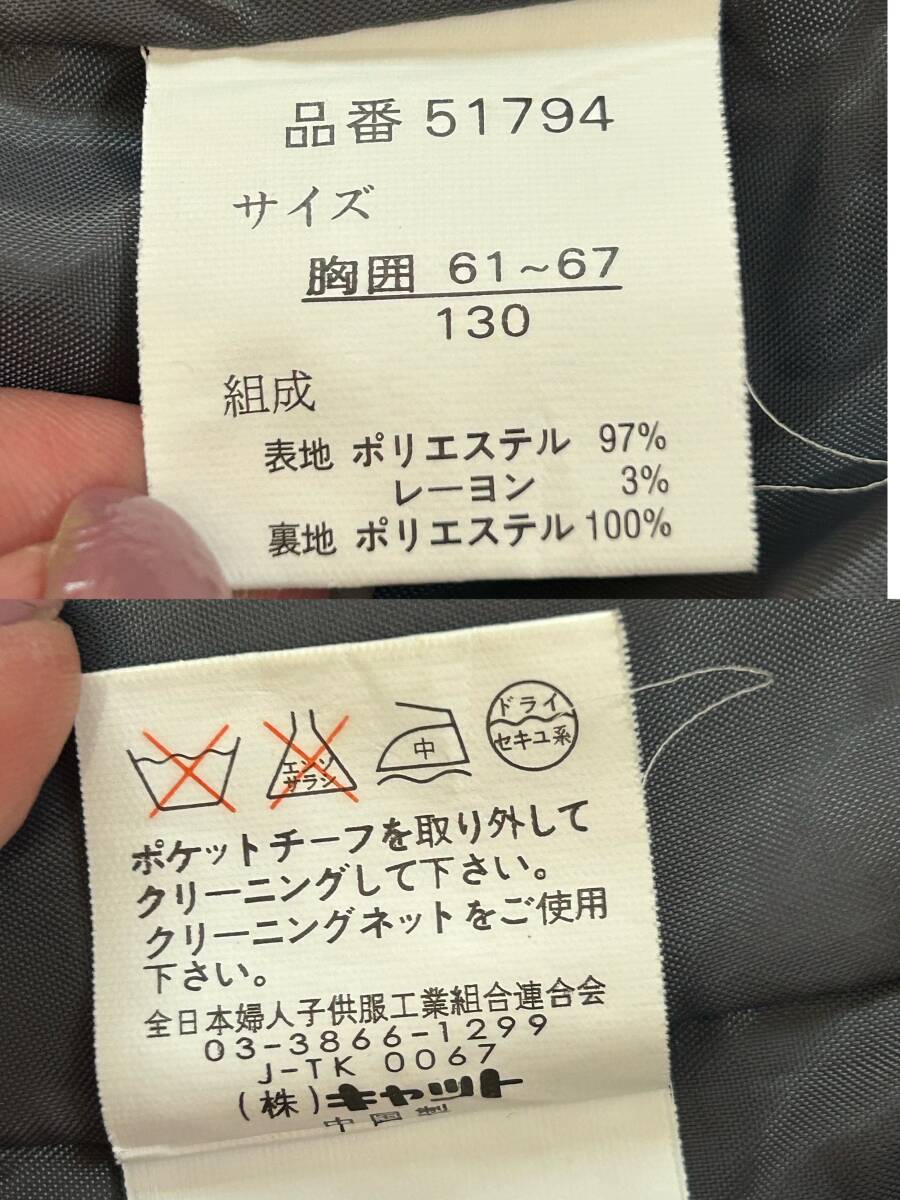 品番 51794
サイズ
胸囲 61~67
130
組成
表地 ポリエステル 97%
レーヨン 3%
裏地 ポリエステル 100%
エンソ
サラシ
中
ドライ
セキユ系
ポケットチーフを取り外して
クリーニングして下さい。
クリーニングネットをご使用
下さい。
全日本婦人子供服工業組合連合会
03-3866-1299
J-TK 0067
(株)キャット
中国製